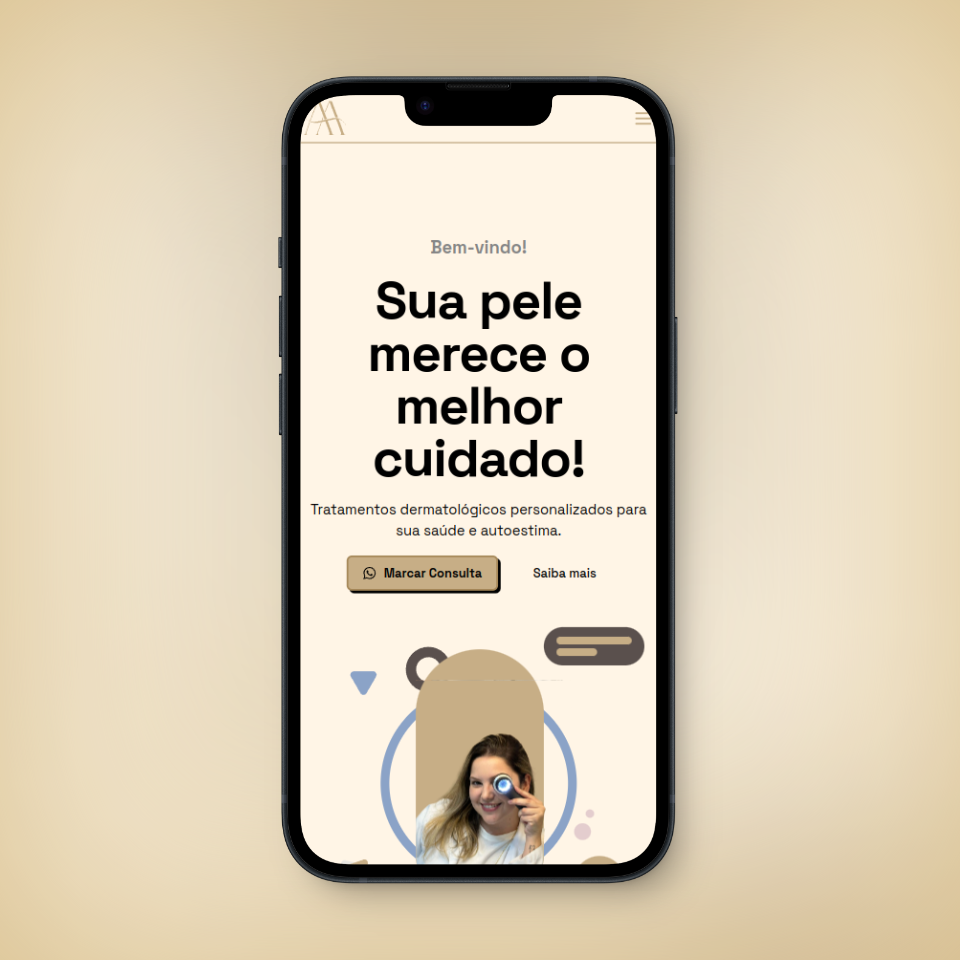 Bem-vindo!
Sua pele
merece o
melhor
cuidado!
Tratamentos dermatológicos personalizados para
sua saúde e autoestima.
Marcar Consulta
Saiba mais